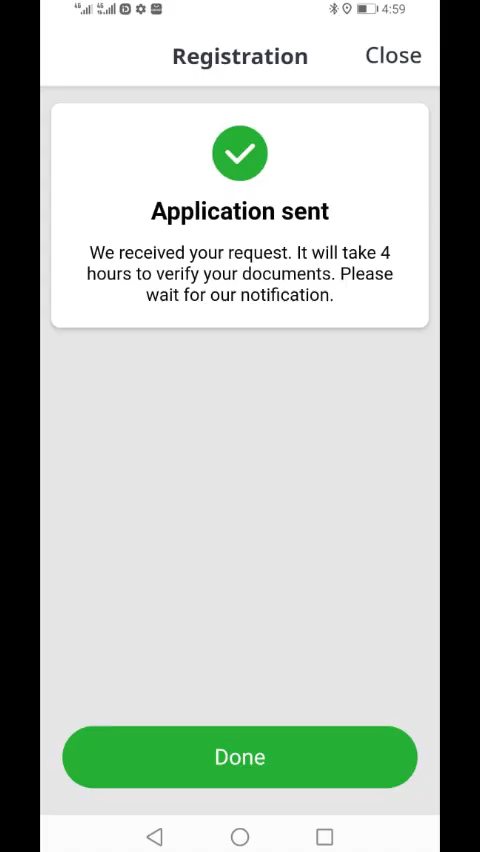 4:59
Registration
Close
Application sent
We received your request. It will take 4
hours to verify your documents. Please
wait for our notification.
Done